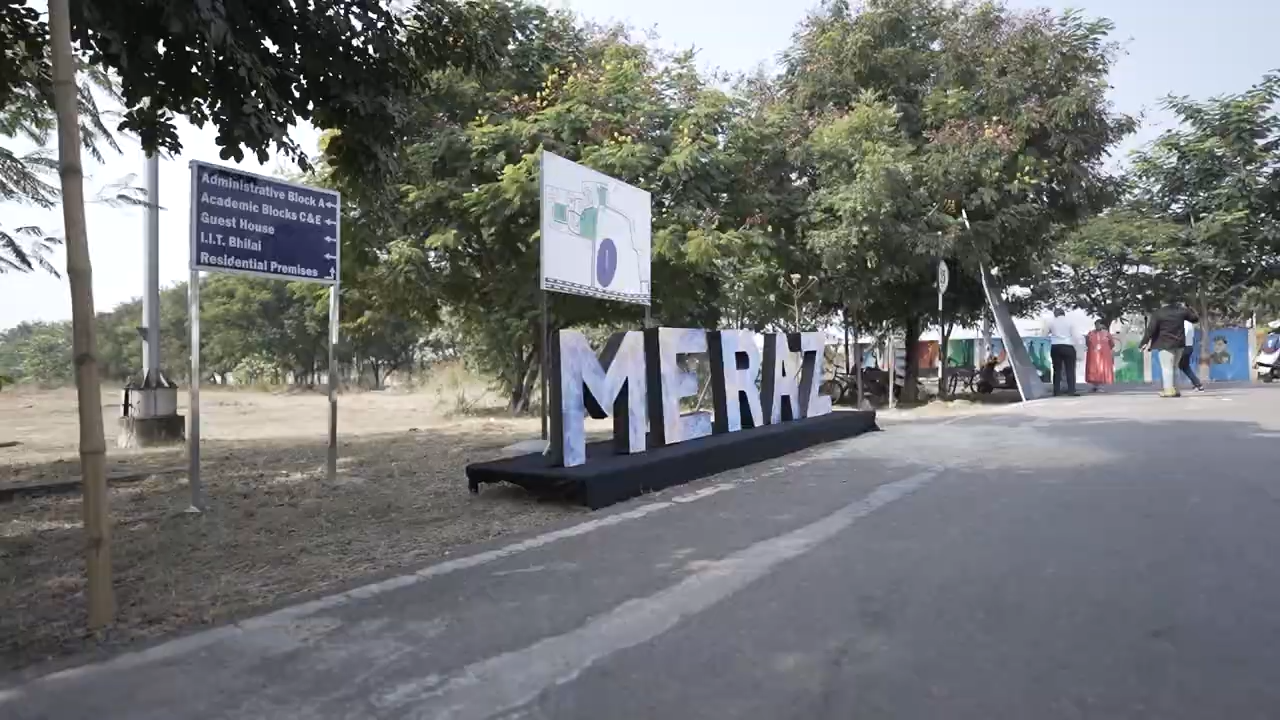 Administrative Block A←
Academic Blocks C&E ←
Guest House ←
I.I.T. Bhilai ←
Residential Premises ↑
MERAZ